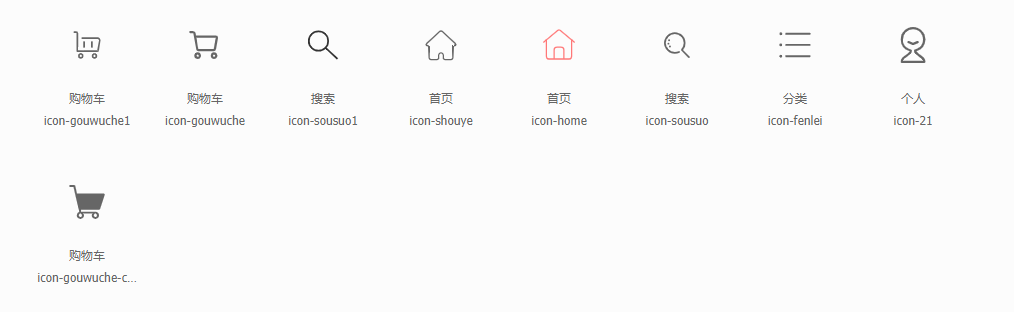 购物车 购物车 搜索 首页 首页 搜索 分类 个人
icon-gouwuche1 icon-gouwuche icon-sousuo1 icon-shouye icon-home icon-sousuo icon-fenlei icon-21
购物车
icon-gouwuche-c...